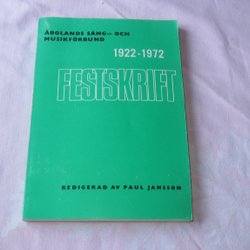 ÅBOLANDS SÅNG- OCH
MUSIKFÖRBUND
1922-1972
FESTSKRIFT
REDIGERAD AV PAUL JANSSON